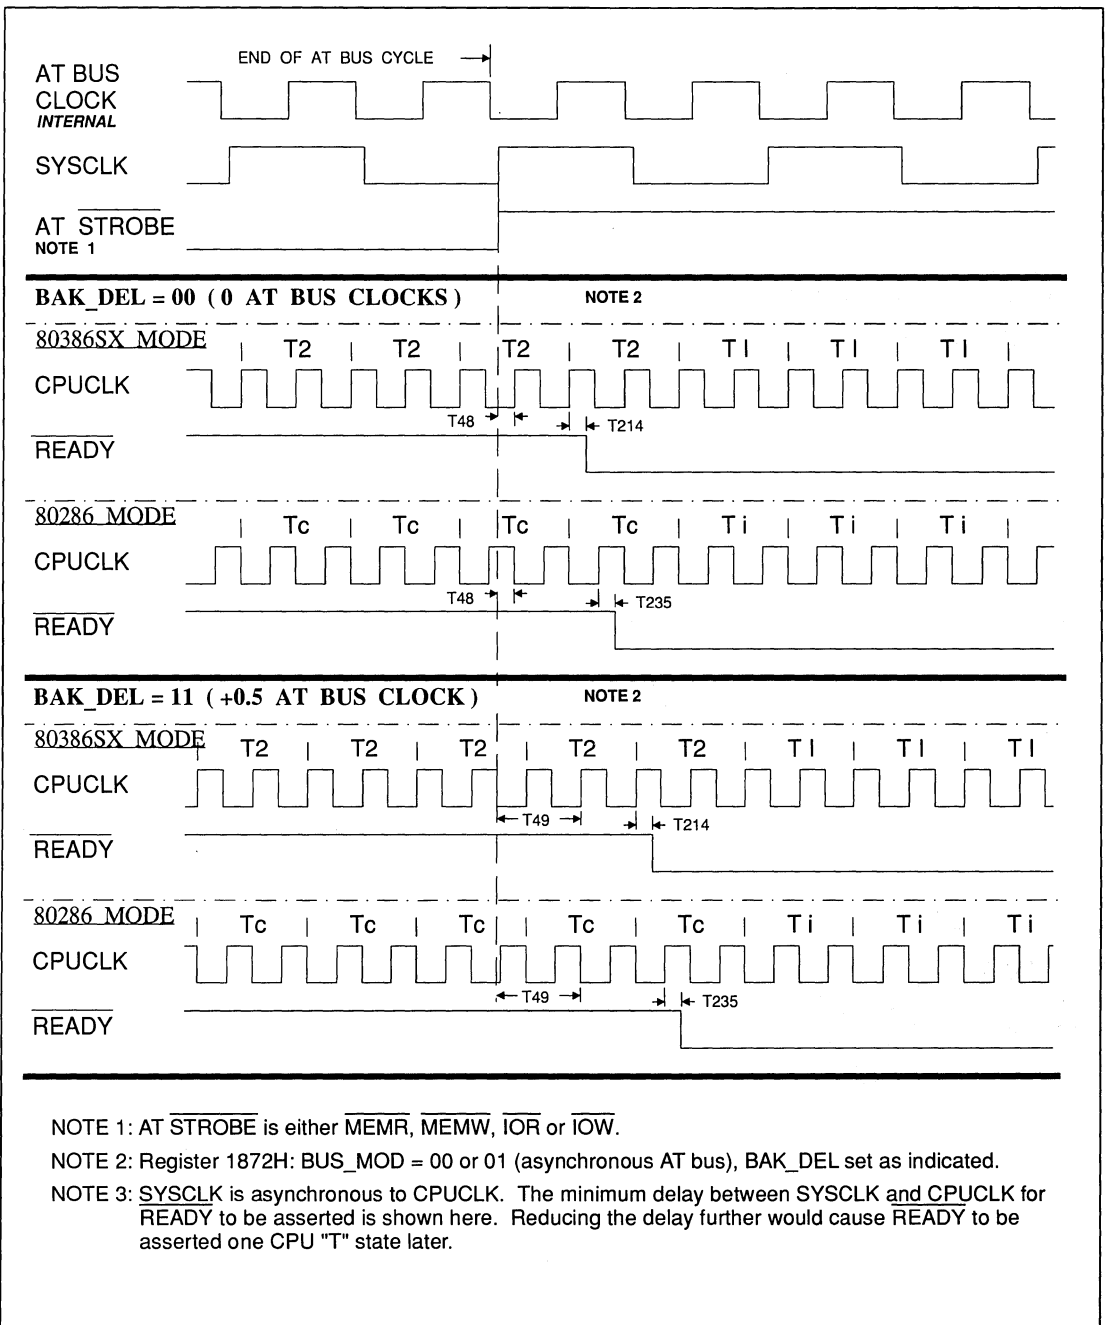 END OF AT BUS CYCLE
AT BUS
CLOCK
INTERNAL
SYSCLK
AT STROBE
NOTE 1
BAK_DEL = 00 ( 0 AT BUS CLOCKS ) NOTE 2
80386SX MODE T2 T2 T2 T2 T I T I T I
CPUCLK
T48 T214
READY
80286 MODE Tc Tc Tc Tc T i T i T i
CPUCLK
T48 T235
READY
BAK_DEL = 11 ( +0.5 AT BUS CLOCK ) NOTE 2
80386SX MODE T2 T2 T2 T2 T2 T I T I T I
CPUCLK
T49 T214
READY
80286 MODE Tc Tc Tc Tc Tc T i T i T i
CPUCLK
T49 T235
READY
NOTE 1: AT STROBE is either MEMR, MEMW, IOR or IOW.
NOTE 2: Register 1872H: BUS_MOD = 00 or 01 (asynchronous AT bus), BAK_DEL set as indicated.
NOTE 3: SYSCLK is asynchronous to CPUCLK. The minimum delay between SYSCLK and CPUCLK for
READY to be asserted is shown here. Reducing the delay further would cause READY to be
asserted one CPU "T" state later.